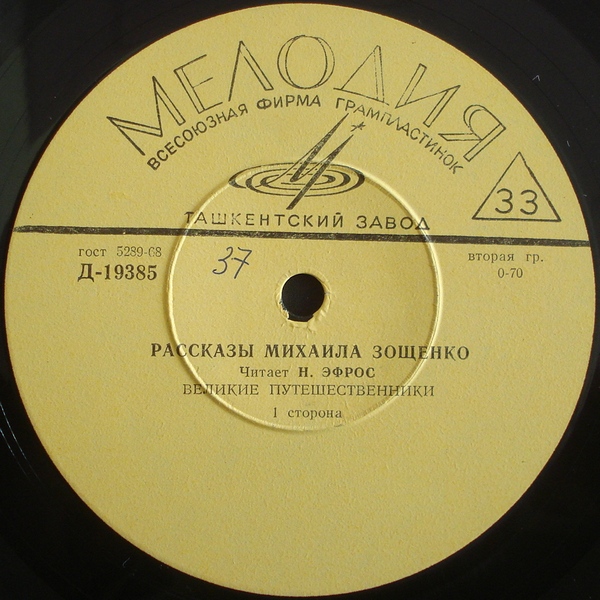 МЕЛОДИЯ
ВСЕСОЮЗНАЯ ФИРМА ГРАМПЛАСТИНОК
33
ТАШКЕНТСКИЙ ЗАВОД
гост 5289-68
Д-19385
37
вторая гр.
0-70
РАССКАЗЫ МИХАИЛА ЗОЩЕНКО
Читает Н. ЭФРОС
ВЕЛИКИЕ ПУТЕШЕСТВЕННИКИ
1 сторона